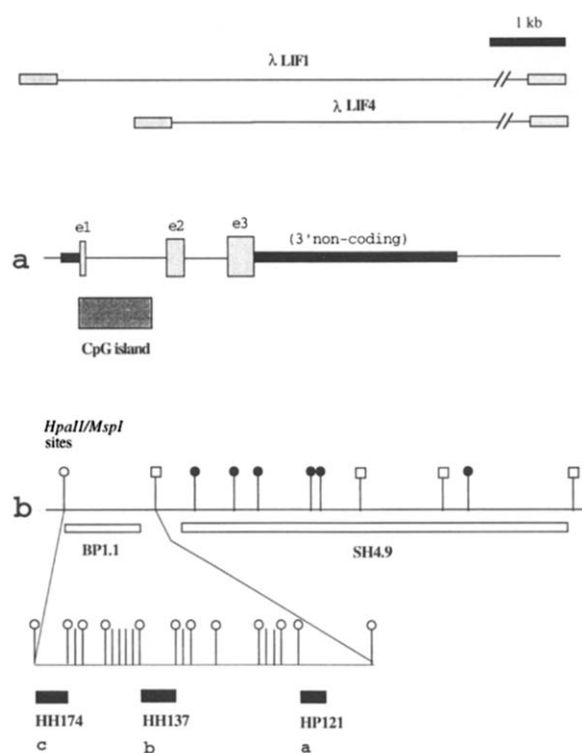 1 kb
λ LIF1
λ LIF4
e1 e2 e3
(3'non-coding)
a
CpG island
HpaII/MspI
sites
b
BP1.1 SH4.9
HH174 HH137 HP121
c b a